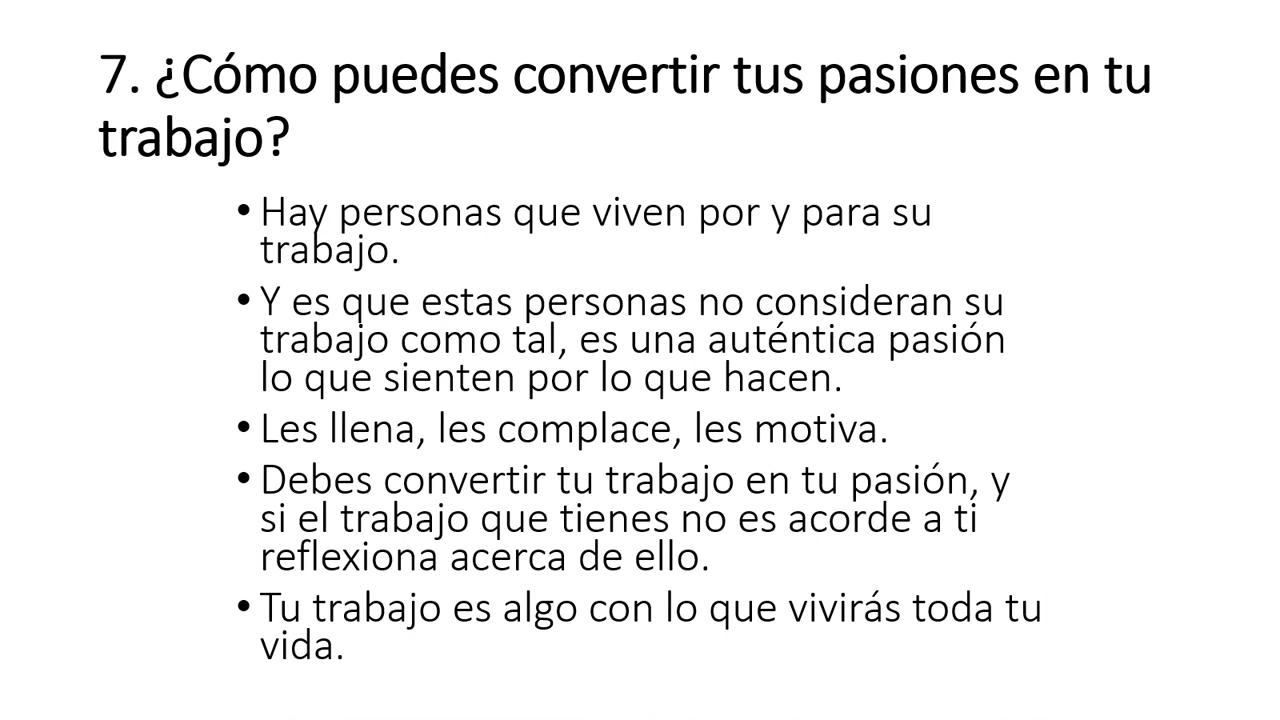 7. ¿Cómo puedes convertir tus pasiones en tu
trabajo?
• Hay personas que viven por y para su
trabajo.
• Y es que estas personas no consideran su
trabajo como tal, es una auténtica pasión
lo que sienten por lo que hacen.
• Les llena, les complace, les motiva.
• Debes convertir tu trabajo en tu pasión, y
si el trabajo que tienes no es acorde a ti
reflexiona acerca de ello.
• Tu trabajo es algo con lo que vivirás toda tu
vida.